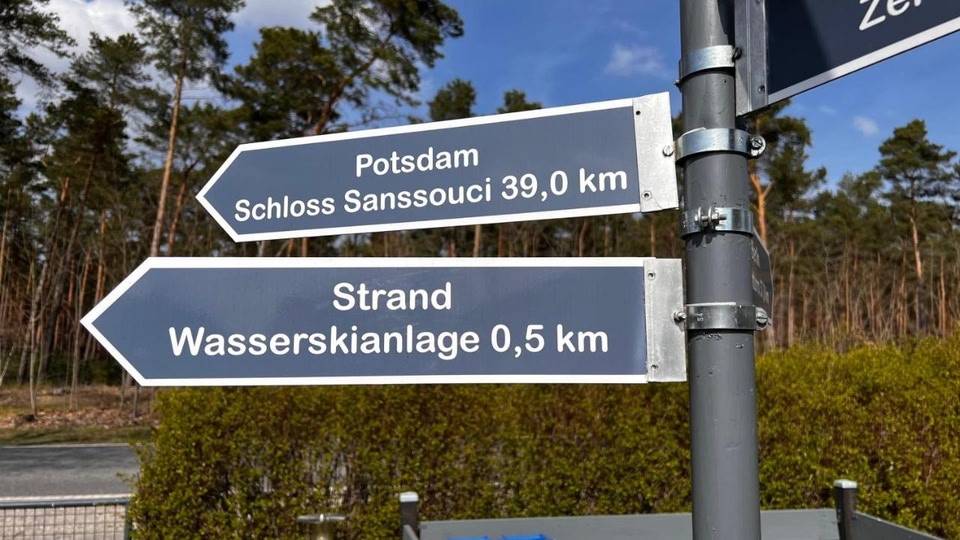 Potsdam
Schloss Sanssouci 39,0 km
Strand
Wasserskianlage 0,5 km